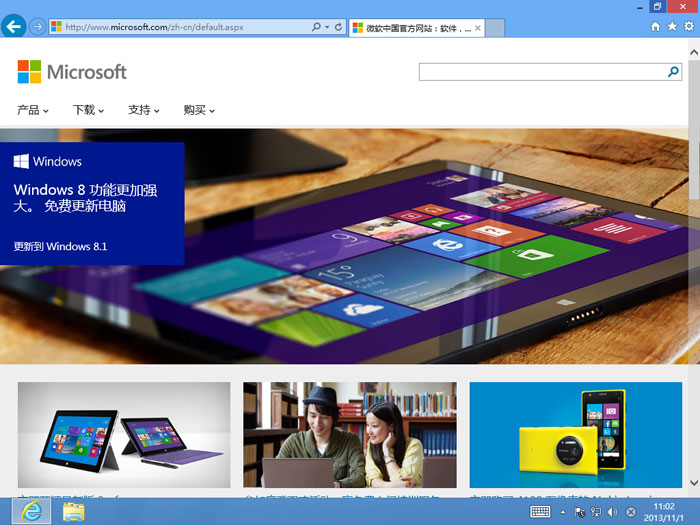 http://www.microsoft.com/zh-cn/default.aspx
微软中国官方网站：软件，...
Microsoft
产品
下载
支持
购买
Windows
Windows 8 功能更加强
大。 免费更新电脑
更新到 Windows 8.1
11:02
2013/11/1